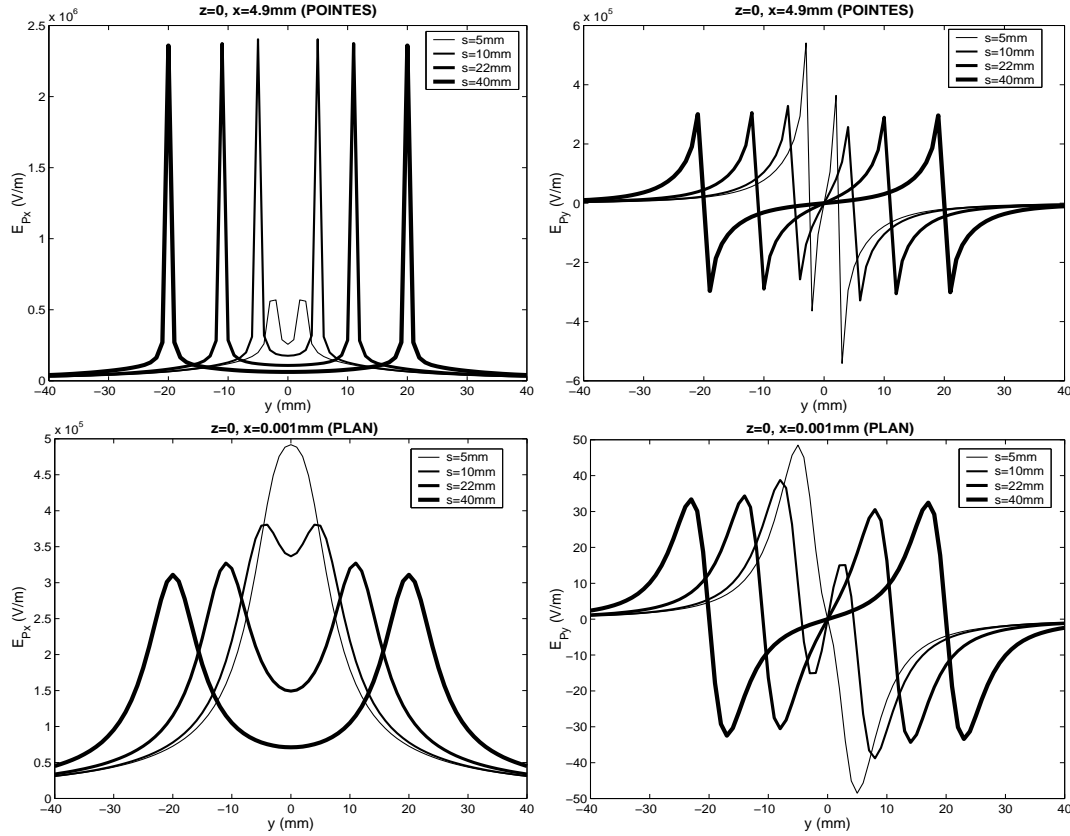 z=0, x=4.9mm (POINTES)
x 10^6
E_Px (V/m)
2.5
2
1.5
1
0.5
0
s=5mm
s=10mm
s=22mm
s=40mm
−40 −30 −20 −10 0 10 20 30 40
y (mm)
z=0, x=4.9mm (POINTES)
x 10^5
E_Py (V/m)
6
4
2
0
−2
−4
−6
s=5mm
s=10mm
s=22mm
s=40mm
−40 −30 −20 −10 0 10 20 30 40
y (mm)
z=0, x=0.001mm (PLAN)
x 10^5
E_Px (V/m)
5
4.5
4
3.5
3
2.5
2
1.5
1
0.5
0
s=5mm
s=10mm
s=22mm
s=40mm
−40 −30 −20 −10 0 10 20 30 40
y (mm)
z=0, x=0.001mm (PLAN)
E_Py (V/m)
50
40
30
20
10
0
−10
−20
−30
−40
−50
s=5mm
s=10mm
s=22mm
s=40mm
−40 −30 −20 −10 0 10 20 30 40
y (mm)